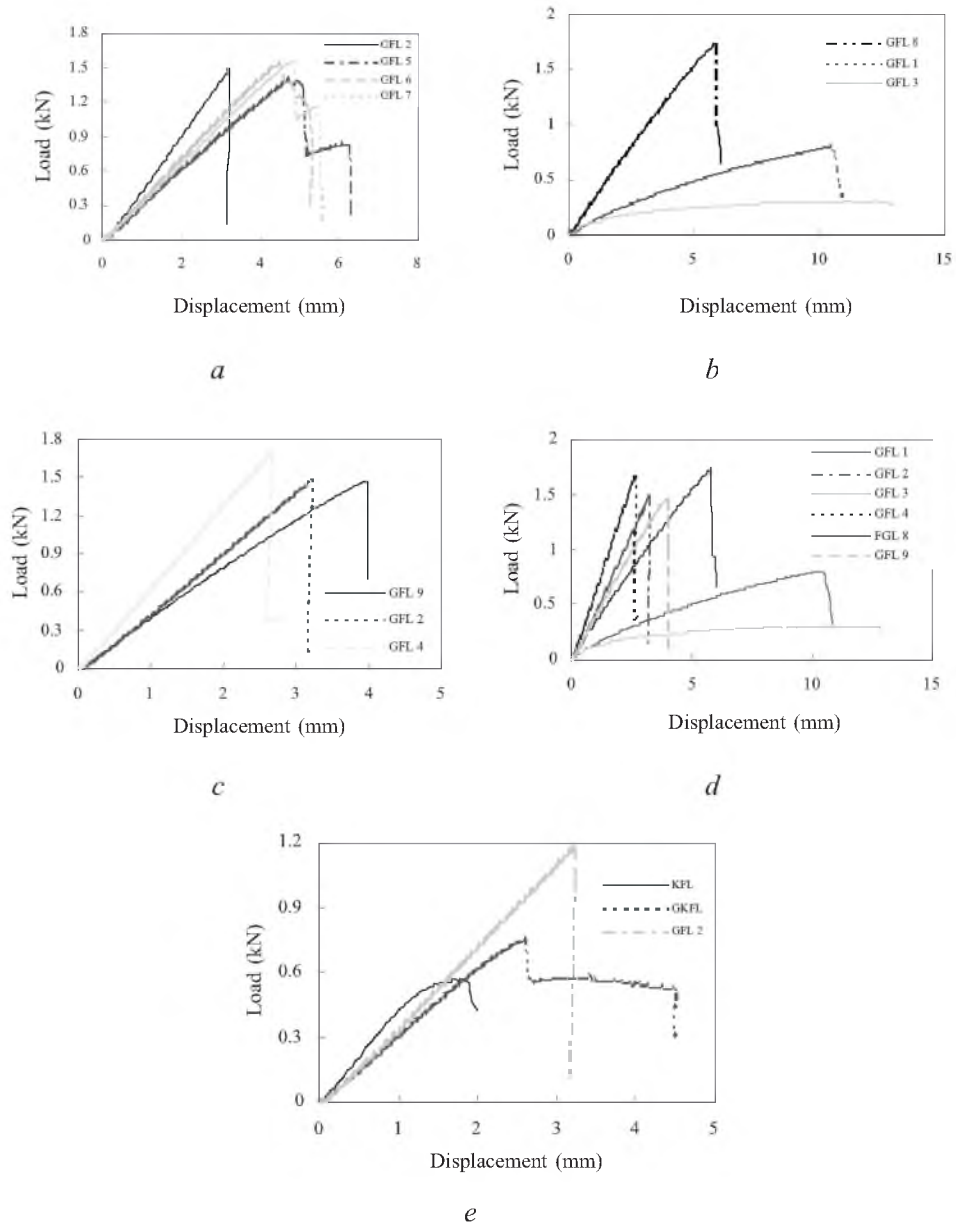 1.8
1.5
1.2
0.9
0.6
0.3
0
0 2 4 6 8
Load (kN)
Displacement (mm)
GFL 2
GFL 5
GFL 6
GFL 7
a
2
1.5
1
0.5
0
0 5 10 15
Load (kN)
Displacement (mm)
GFL 8
GFL 1
GFL 3
b
1.8
1.5
1.2
0.9
0.6
0.3
0
0 1 2 3 4 5
Load (kN)
Displacement (mm)
GFL 9
GFL 2
GFL 4
c
2
1.5
1
0.5
0
0 5 10 15
Load (kN)
Displacement (mm)
GFL 1
GFL 2
GFL 3
GFL 4
FGL 8
GFL 9
d
1.2
0.9
0.6
0.3
0
0 1 2 3 4 5
Load (kN)
Displacement (mm)
KFL
GKFL
GFL 2
e